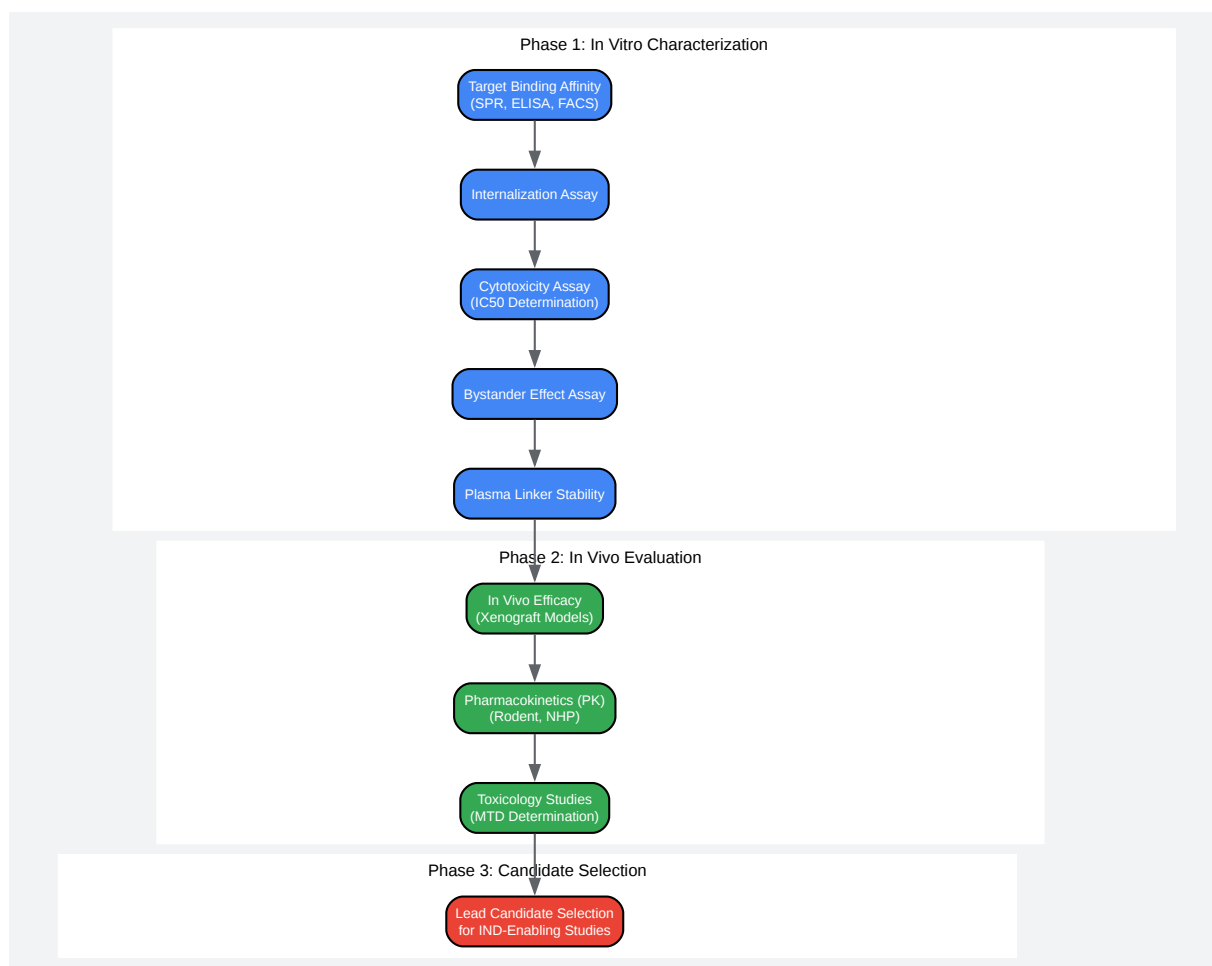 Phase 1: In Vitro Characterization
Target Binding Affinity
(SPR, ELISA, FACS)
Internalization Assay
Cytotoxicity Assay
(IC50 Determination)
Bystander Effect Assay
Plasma Linker Stability
Phase 2: In Vivo Evaluation
In Vivo Efficacy
(Xenograft Models)
Pharmacokinetics (PK)
(Rodent, NHP)
Toxicology Studies
(MTD Determination)
Phase 3: Candidate Selection
Lead Candidate Selection
for IND-Enabling Studies